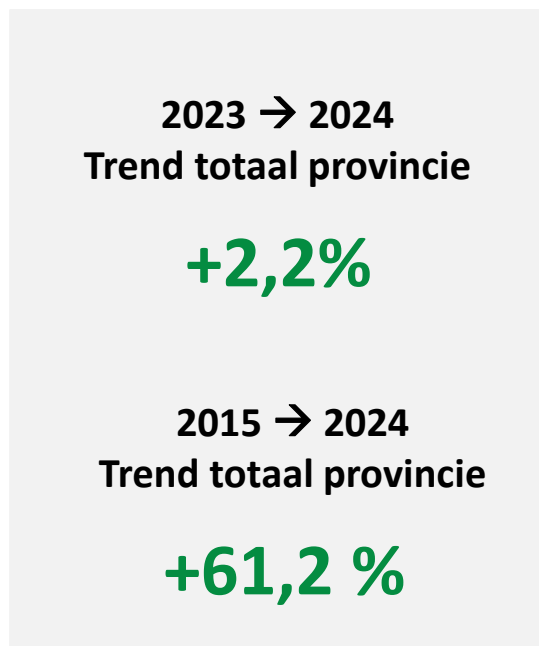 2023 → 2024
Trend totaal provincie
+2,2%
2015 → 2024
Trend totaal provincie
+61,2 %